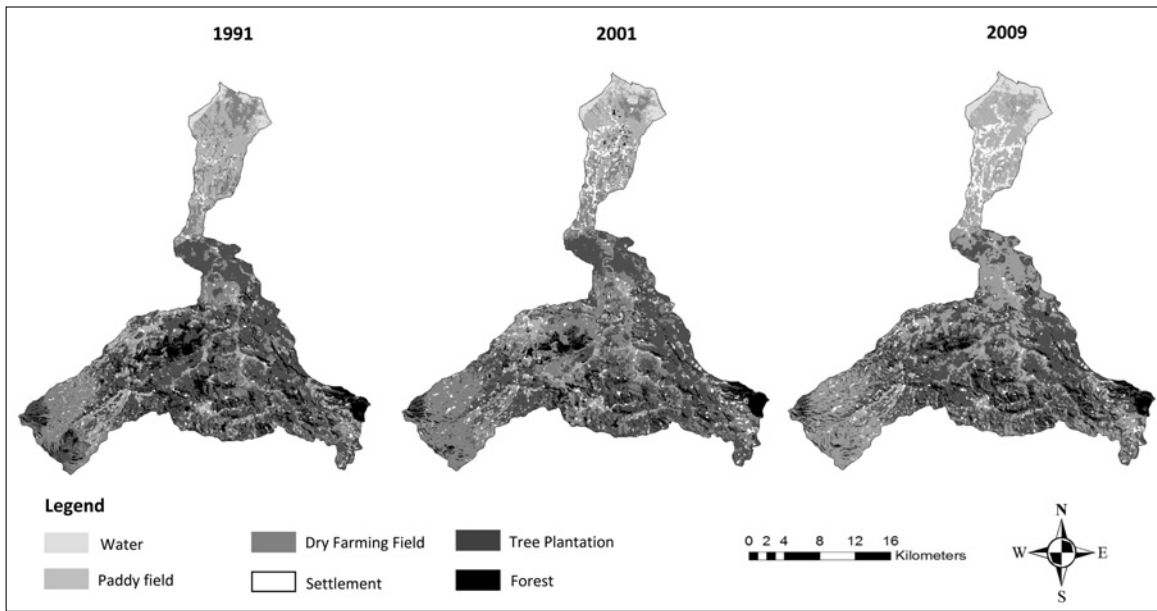 1991 2001 2009
Legend
Water Dry Farming Field Tree Plantation
Paddy field Settlement Forest
0 2 4 8 12 16
Kilometers
N
W E
S